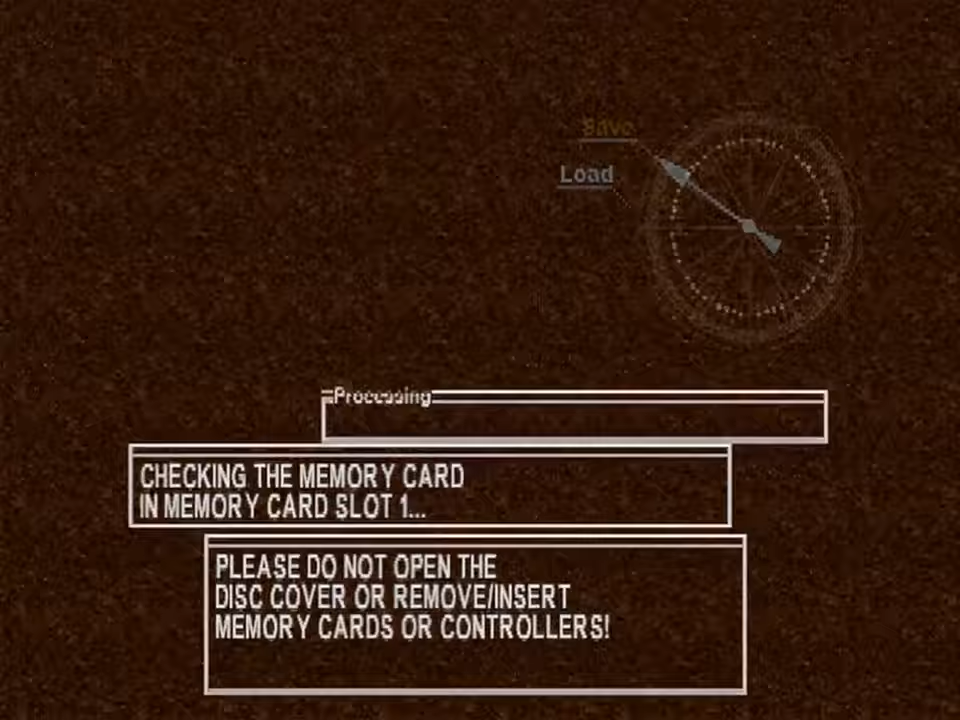 Save
Load
Processing
CHECKING THE MEMORY CARD
IN MEMORY CARD SLOT 1...
PLEASE DO NOT OPEN THE
DISC COVER OR REMOVE/INSERT
MEMORY CARDS OR CONTROLLERS!